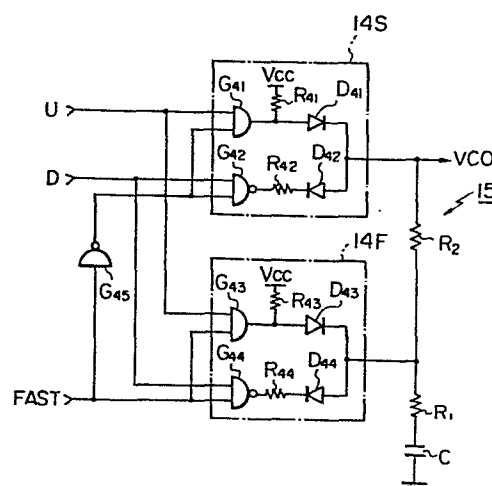 14S
Vcc
G41
R41
D41
U
G42
R42
D42
VCO
D
15
R2
14F
G45
Vcc
G43
R43
D43
G44
R44
D44
FAST
R1
C